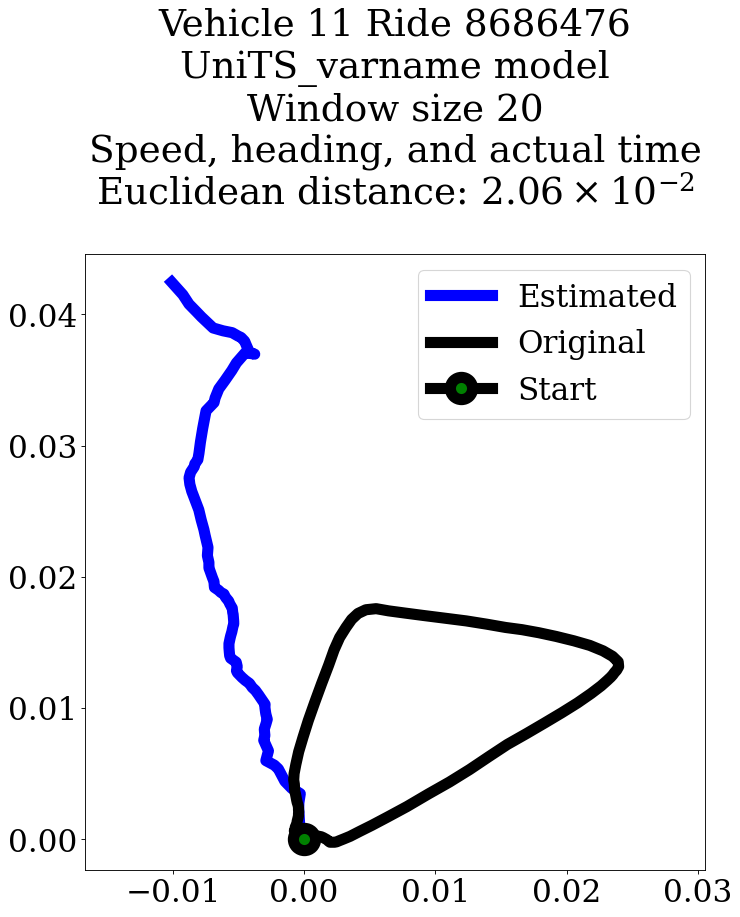 Vehicle 11 Ride 8686476
UniTS_varname model
Window size 20
Speed, heading, and actual time
Euclidean distance: 2.06 × 10⁻²
Estimated
Original
Start
0.04
0.03
0.02
0.01
0.00
−0.01 0.00 0.01 0.02 0.03